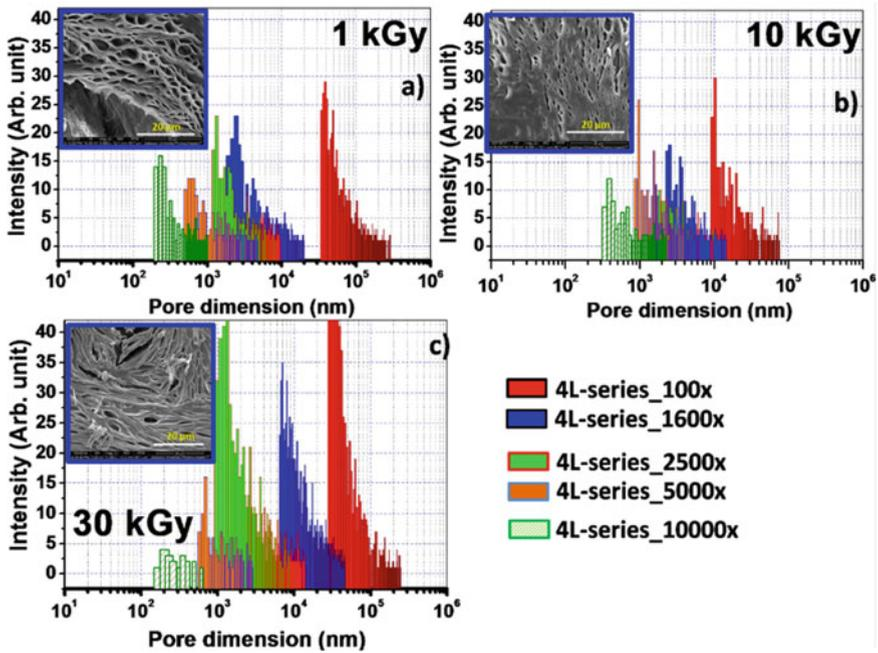 1 kGy
a)
20 µm
Intensity (Arb. unit)
40
35
30
25
20
15
10
5
0
10¹ 10² 10³ 10⁴ 10⁵ 10⁶
Pore dimension (nm)
10 kGy
b)
20 µm
Intensity (Arb. unit)
40
35
30
25
20
15
10
5
0
10¹ 10² 10³ 10⁴ 10⁵ 10⁶
Pore dimension (nm)
c)
20 µm
30 kGy
Intensity (Arb. unit)
40
35
30
25
20
15
10
5
0
10¹ 10² 10³ 10⁴ 10⁵ 10⁶
Pore dimension (nm)
4L-series_100x
4L-series_1600x
4L-series_2500x
4L-series_5000x
4L-series_10000x